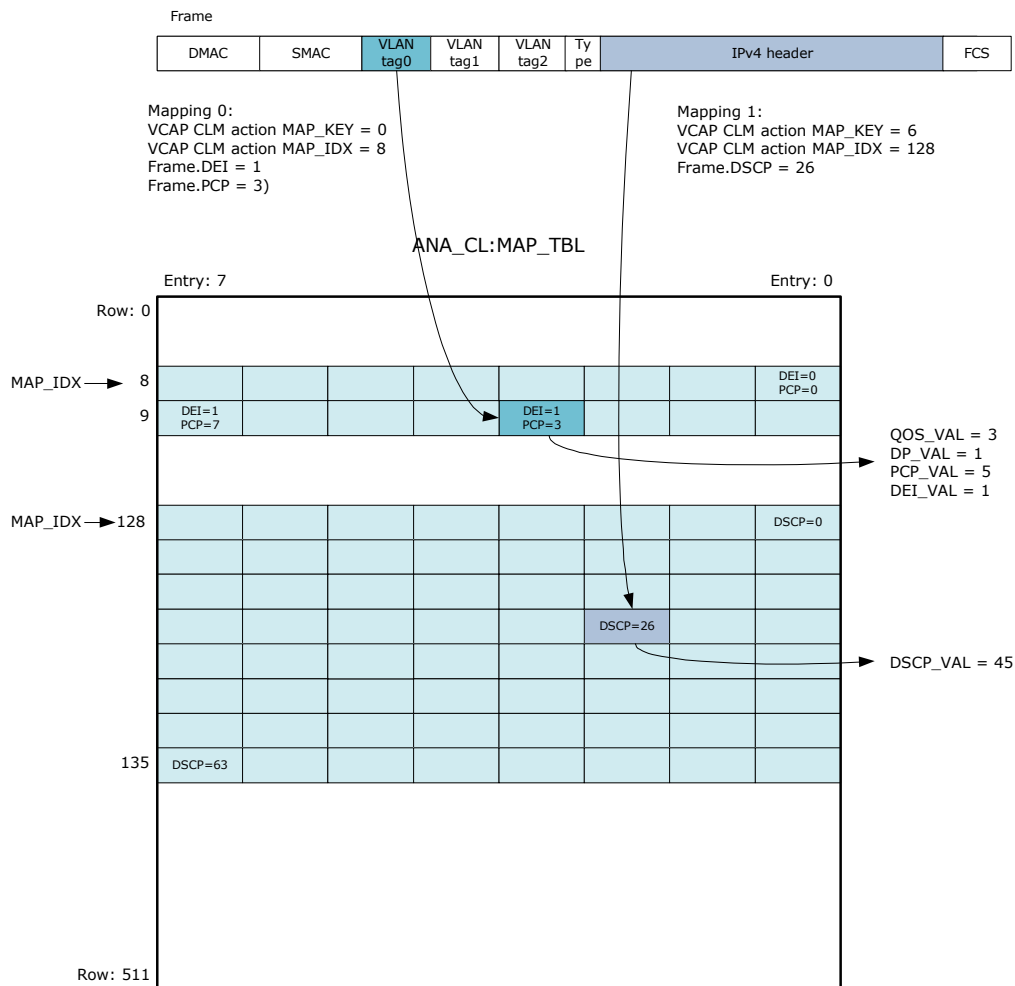 Frame
DMAC
SMAC
VLAN
tag0
VLAN
tag1
VLAN
tag2
Ty
pe
IPv4 header
FCS
Mapping 0:
VCAP CLM action MAP_KEY = 0
VCAP CLM action MAP_IDX = 8
Frame.DEI = 1
Frame.PCP = 3)
Mapping 1:
VCAP CLM action MAP_KEY = 6
VCAP CLM action MAP_IDX = 128
Frame.DSCP = 26
ANA_CL:MAP_TBL
Entry: 7
Entry: 0
Row: 0
MAP_IDX
8
DEI=0
PCP=0
9
DEI=1
PCP=7
DEI=1
PCP=3
QOS_VAL = 3
DP_VAL = 1
PCP_VAL = 5
DEI_VAL = 1
MAP_IDX
128
DSCP=0
DSCP=26
DSCP_VAL = 45
135
DSCP=63
Row: 511